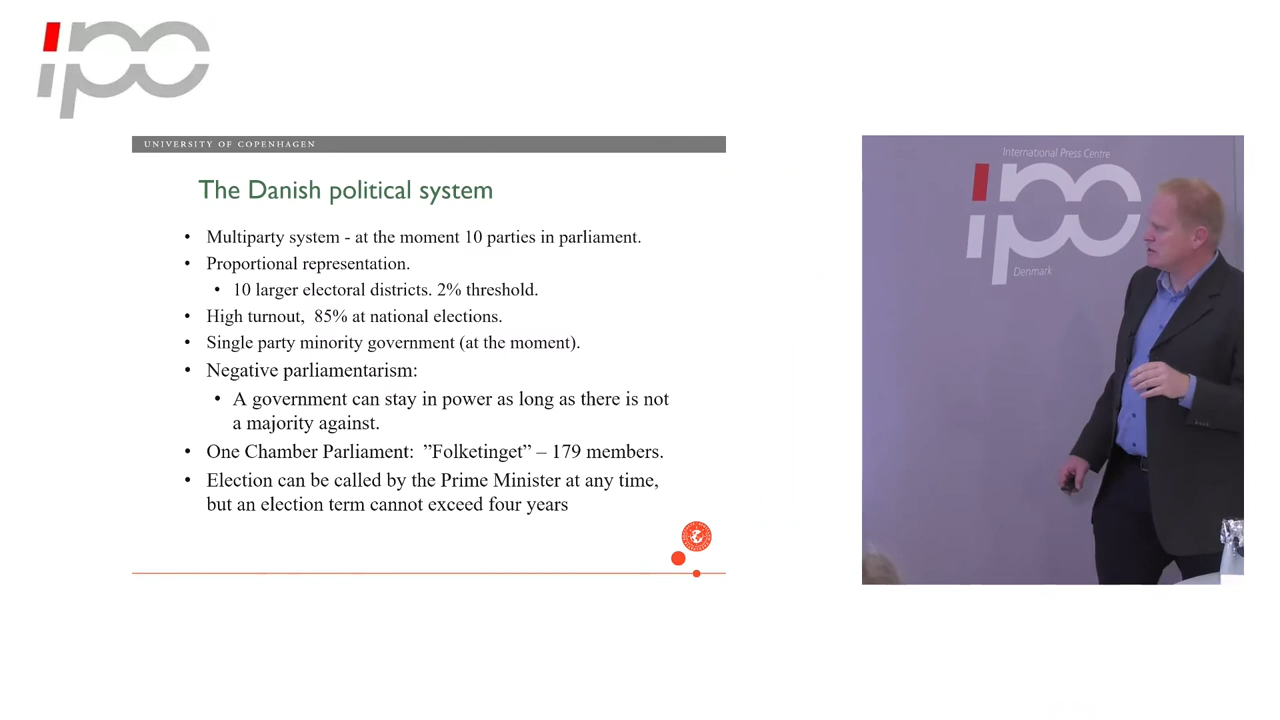 ipc
UNIVERSITY OF COPENHAGEN
The Danish political system
• Multiparty system - at the moment 10 parties in parliament.
• Proportional representation.
• 10 larger electoral districts. 2% threshold.
• High turnout, 85% at national elections.
• Single party minority government (at the moment).
• Negative parliamentarism:
• A government can stay in power as long as there is not
a majority against.
• One Chamber Parliament: ”Folketinget” – 179 members.
• Election can be called by the Prime Minister at any time,
but an election term cannot exceed four years
International Press Centre
ipc
Denmark